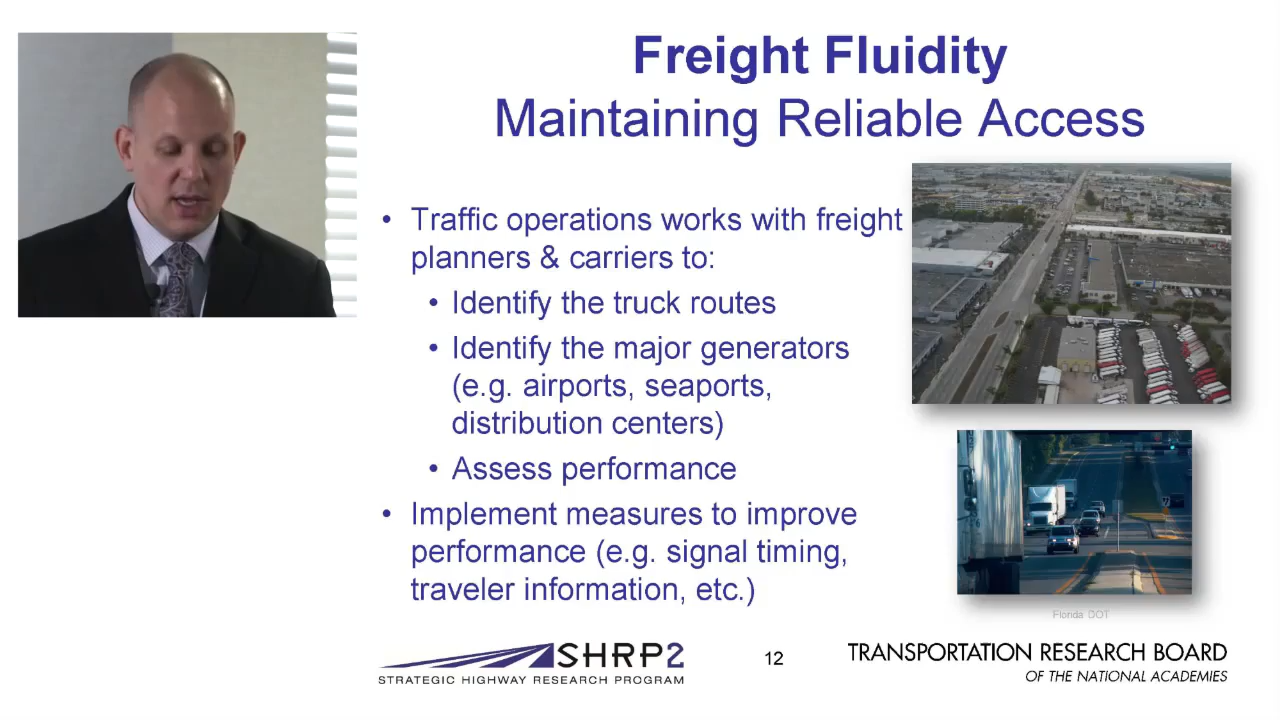 Freight Fluidity
Maintaining Reliable Access
• Traffic operations works with freight
planners & carriers to:
• Identify the truck routes
• Identify the major generators
(e.g. airports, seaports,
distribution centers)
• Assess performance
• Implement measures to improve
performance (e.g. signal timing,
traveler information, etc.)
Florida DOT
SHRP2
STRATEGIC HIGHWAY RESEARCH PROGRAM
12
TRANSPORTATION RESEARCH BOARD
OF THE NATIONAL ACADEMIES